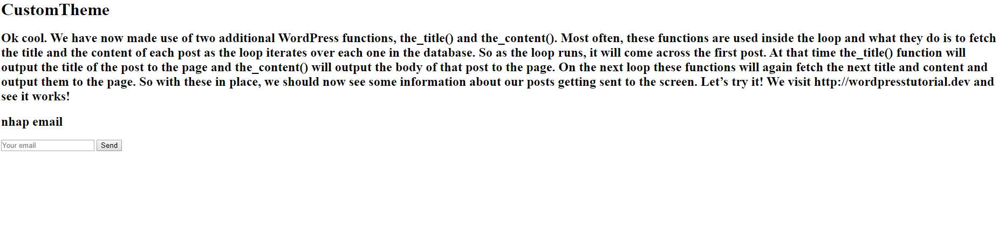 CustomTheme
Ok cool. We have now made use of two additional WordPress functions, the_title() and the_content(). Most often, these functions are used inside the loop and what they do is to fetch
the title and the content of each post as the loop iterates over each one in the database. So as the loop runs, it will come across the first post. At that time the_title() function will
output the title of the post to the page and the_content() will output the body of that post to the page. On the next loop these functions will again fetch the next title and content and
output them to the page. So with these in place, we should now see some information about our posts getting sent to the screen. Let’s try it! We visit http://wordpresstutorial.dev and
see it works!
nhap email
Your email Send